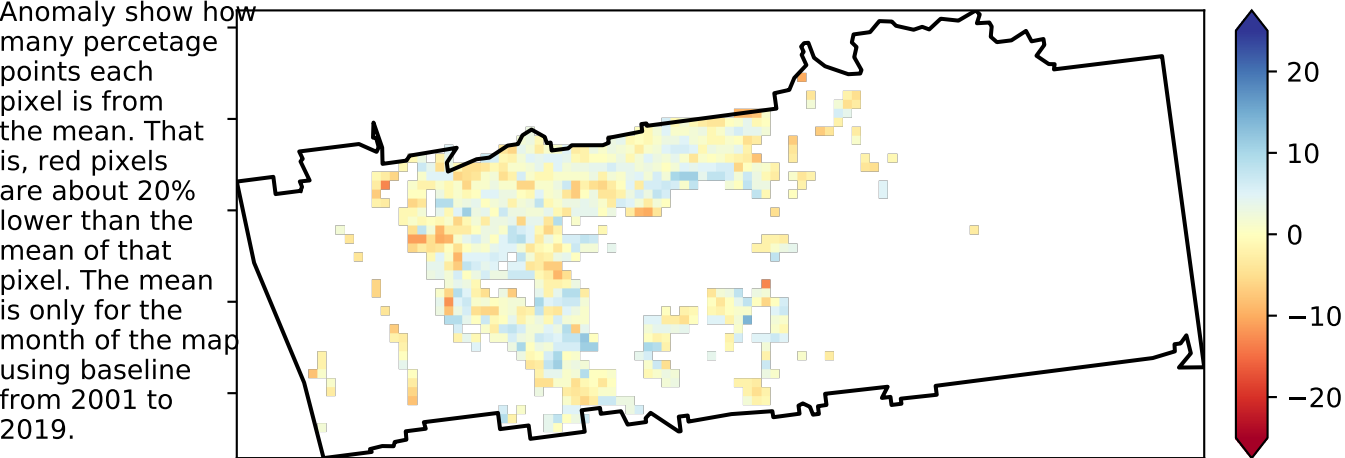 Anomaly show how
many percetage
points each
pixel is from
the mean. That
is, red pixels
are about 20%
lower than the
mean of that
pixel. The mean
is only for the
month of the map
using baseline
from 2001 to
2019.
20
10
0
−10
−20